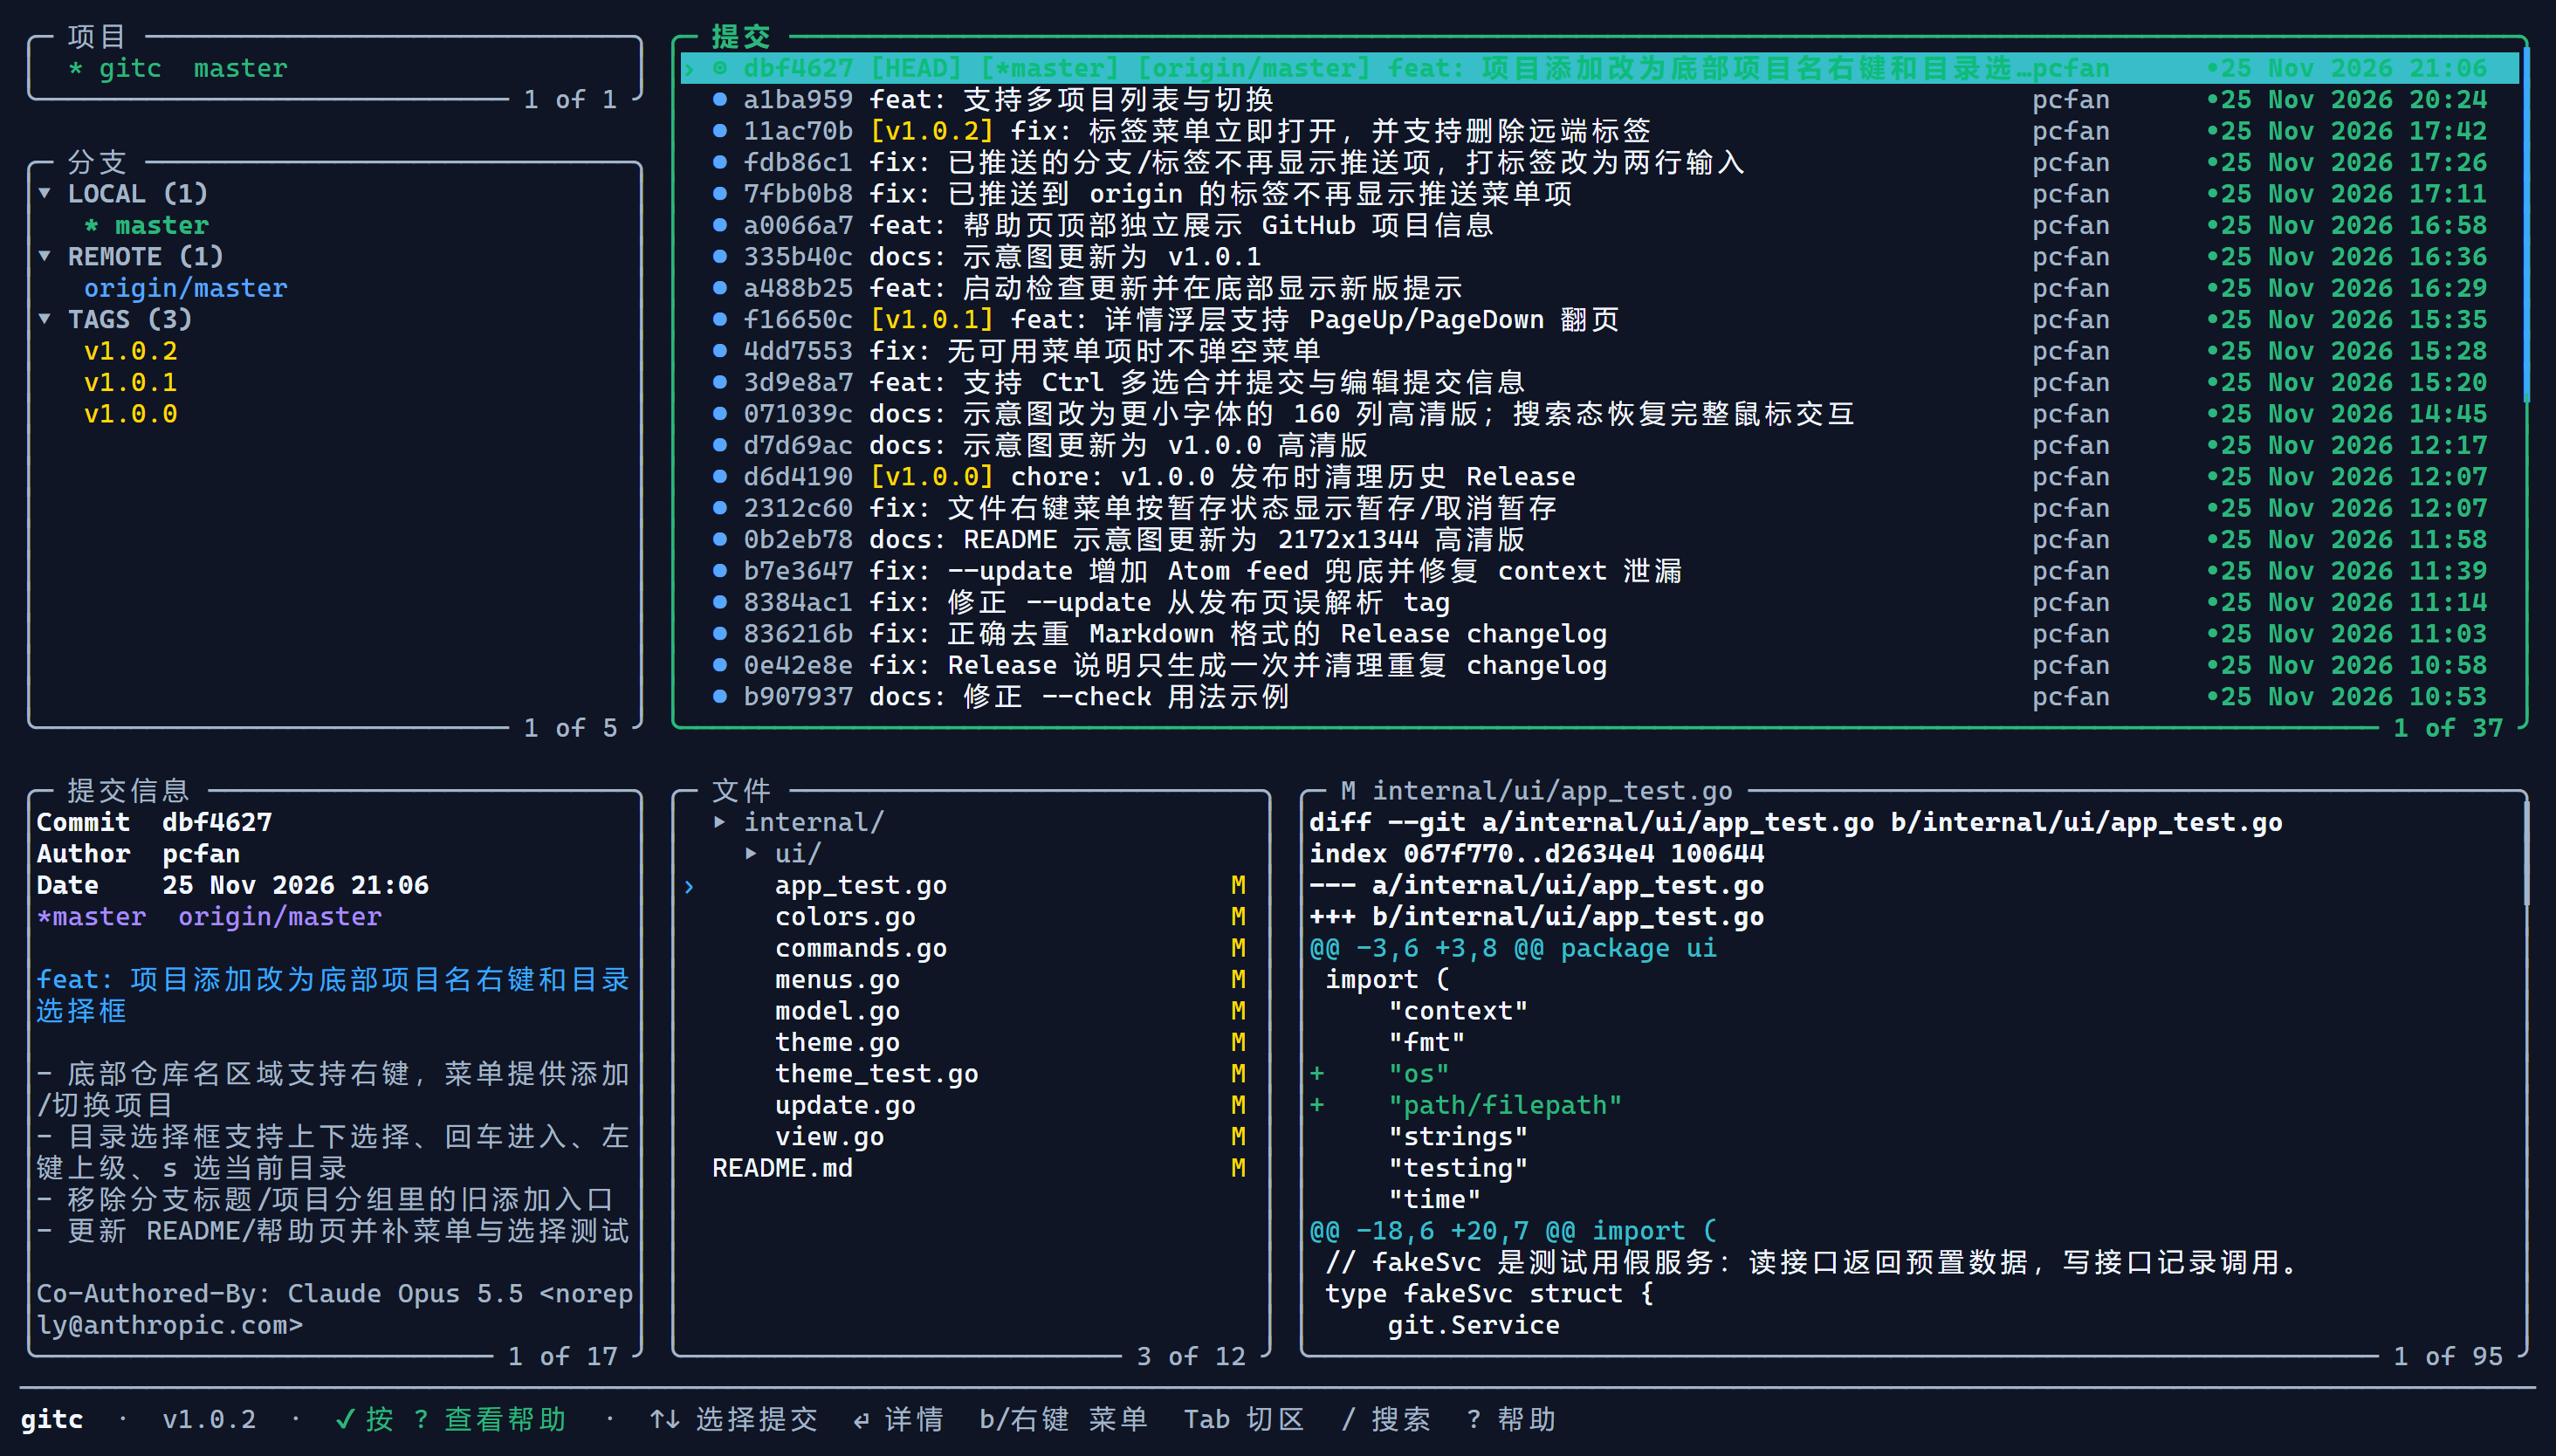 项目
* gitc  master
1 of 1
分支
▾ LOCAL (1)
* master
▾ REMOTE (1)
origin/master
▾ TAGS (3)
v1.0.2
v1.0.1
v1.0.0
1 of 5
提交
› ⊙ dbf4627 [HEAD] [*master] [origin/master] feat: 项目添加改为底部项目名右键和目录选…pcfan •25 Nov 2026 21:06
● a1ba959 feat: 支持多项目列表与切换 pcfan •25 Nov 2026 20:24
● 11ac70b [v1.0.2] fix: 标签菜单立即打开，并支持删除远端标签 pcfan •25 Nov 2026 17:42
● fdb86c1 fix: 已推送的分支/标签不再显示推送项，打标签改为两行输入 pcfan •25 Nov 2026 17:26
● 7fbb0b8 fix: 已推送到 origin 的标签不再显示推送菜单项 pcfan •25 Nov 2026 17:11
● a0066a7 feat: 帮助页顶部独立展示 GitHub 项目信息 pcfan •25 Nov 2026 16:58
● 335b40c docs: 示意图更新为 v1.0.1 pcfan •25 Nov 2026 16:36
● a488b25 feat: 启动检查更新并在底部显示新版提示 pcfan •25 Nov 2026 16:29
● f16650c [v1.0.1] feat: 详情浮层支持 PageUp/PageDown 翻页 pcfan •25 Nov 2026 15:35
● 4dd7553 fix: 无可用菜单项时不弹空菜单 pcfan •25 Nov 2026 15:28
● 3d9e8a7 feat: 支持 Ctrl 多选合并提交与编辑提交信息 pcfan •25 Nov 2026 15:20
● 071039c docs: 示意图改为更小字体的 160 列高清版；搜索态恢复完整鼠标交互 pcfan •25 Nov 2026 14:45
● d7d69ac docs: 示意图更新为 v1.0.0 高清版 pcfan •25 Nov 2026 12:17
● d6d4190 [v1.0.0] chore: v1.0.0 发布时清理历史 Release pcfan •25 Nov 2026 12:07
● 2312c60 fix: 文件右键菜单按暂存状态显示暂存/取消暂存 pcfan •25 Nov 2026 12:07
● 0b2eb78 docs: README 示意图更新为 2172x1344 高清版 pcfan •25 Nov 2026 11:58
● b7e3647 fix: --update 增加 Atom feed 兜底并修复 context 泄漏 pcfan •25 Nov 2026 11:39
● 8384ac1 fix: 修正 --update 从发布页误解析 tag pcfan •25 Nov 2026 11:14
● 836216b fix: 正确去重 Markdown 格式的 Release changelog pcfan •25 Nov 2026 11:03
● 0e42e8e fix: Release 说明只生成一次并清理重复 changelog pcfan •25 Nov 2026 10:58
● b907937 docs: 修正 --check 用法示例 pcfan •25 Nov 2026 10:53
1 of 37
提交信息
Commit  dbf4627
Author  pcfan
Date    25 Nov 2026 21:06
*master  origin/master
feat: 项目添加改为底部项目名右键和目录
选择框
- 底部仓库名区域支持右键，菜单提供添加
/切换项目
- 目录选择框支持上下选择、回车进入、左
键上级、s 选当前目录
- 移除分支标题/项目分组里的旧添加入口
- 更新 README/帮助页并补菜单与选择测试
Co-Authored-By: Claude Opus 5.5 <norep
ly@anthropic.com>
1 of 17
文件
▸ internal/
▸ ui/
› app_test.go M
colors.go M
commands.go M
menus.go M
model.go M
theme.go M
theme_test.go M
update.go M
view.go M
README.md M
3 of 12
M internal/ui/app_test.go
diff --git a/internal/ui/app_test.go b/internal/ui/app_test.go
index 067f770..d2634e4 100644
--- a/internal/ui/app_test.go
+++ b/internal/ui/app_test.go
@@ -3,6 +3,8 @@ package ui
import (
"context"
"fmt"
+    "os"
+    "path/filepath"
"strings"
"testing"
"time"
@@ -18,6 +20,7 @@ import (
// fakeSvc 是测试用假服务：读接口返回预置数据，写接口记录调用。
type fakeSvc struct {
git.Service
1 of 95
gitc · v1.0.2 · ✓按 ? 查看帮助 · ↑↓ 选择提交 ⏎ 详情 b/右键 菜单 Tab 切区 / 搜索 ? 帮助